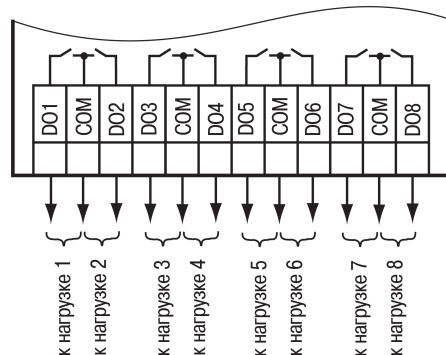 DO1 COM DO2 DO3 COM DO4 DO5 COM DO6 DO7 COM DO8
к нагрузке 1
к нагрузке 2
к нагрузке 3
к нагрузке 4
к нагрузке 5
к нагрузке 6
к нагрузке 7
к нагрузке 8